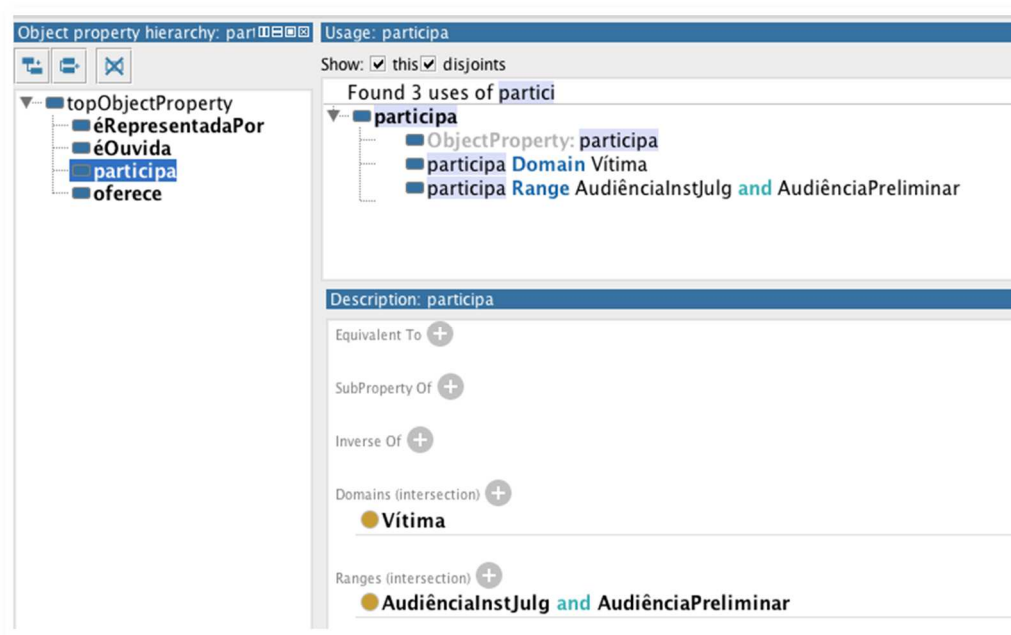 Object property hierarchy: part
topObjectProperty
éRepresentadaPor
éOuvida
participa
oferece
Usage: participa
Show: this disjoints
Found 3 uses of partici
participa
ObjectProperty: participa
participa Domain Vítima
participa Range AudiênciaInstJulg and AudiênciaPreliminar
Description: participa
Equivalent To
SubProperty Of
Inverse Of
Domains (intersection)
Vítima
Ranges (intersection)
AudiênciaInstJulg and AudiênciaPreliminar